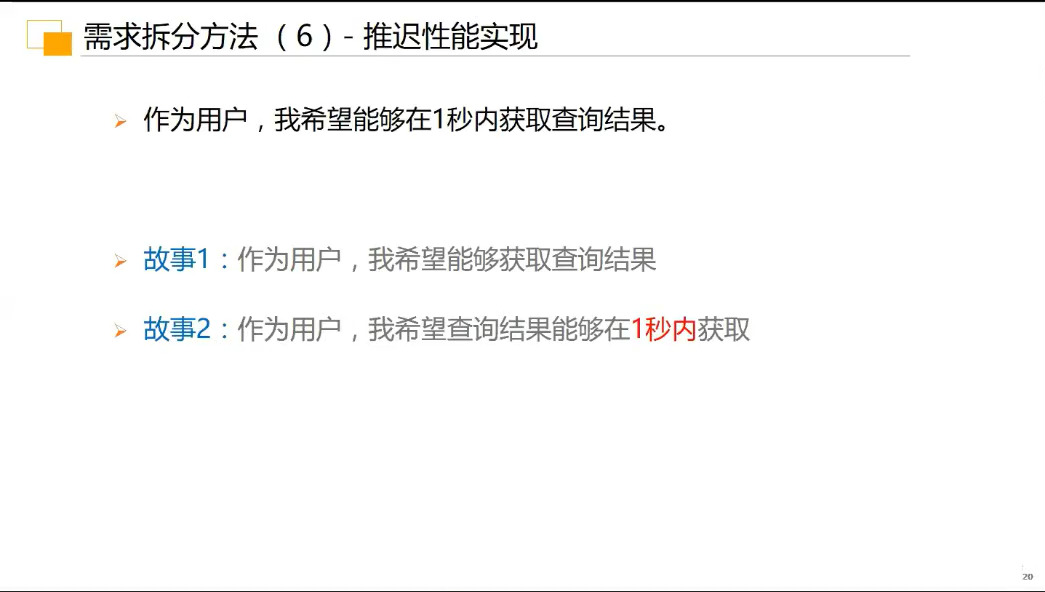 需求拆分方法（6）- 推迟性能实现
作为用户，我希望能够在1秒内获取查询结果。
故事1：作为用户，我希望能够获取查询结果
故事2：作为用户，我希望查询结果能够在1秒内获取
20